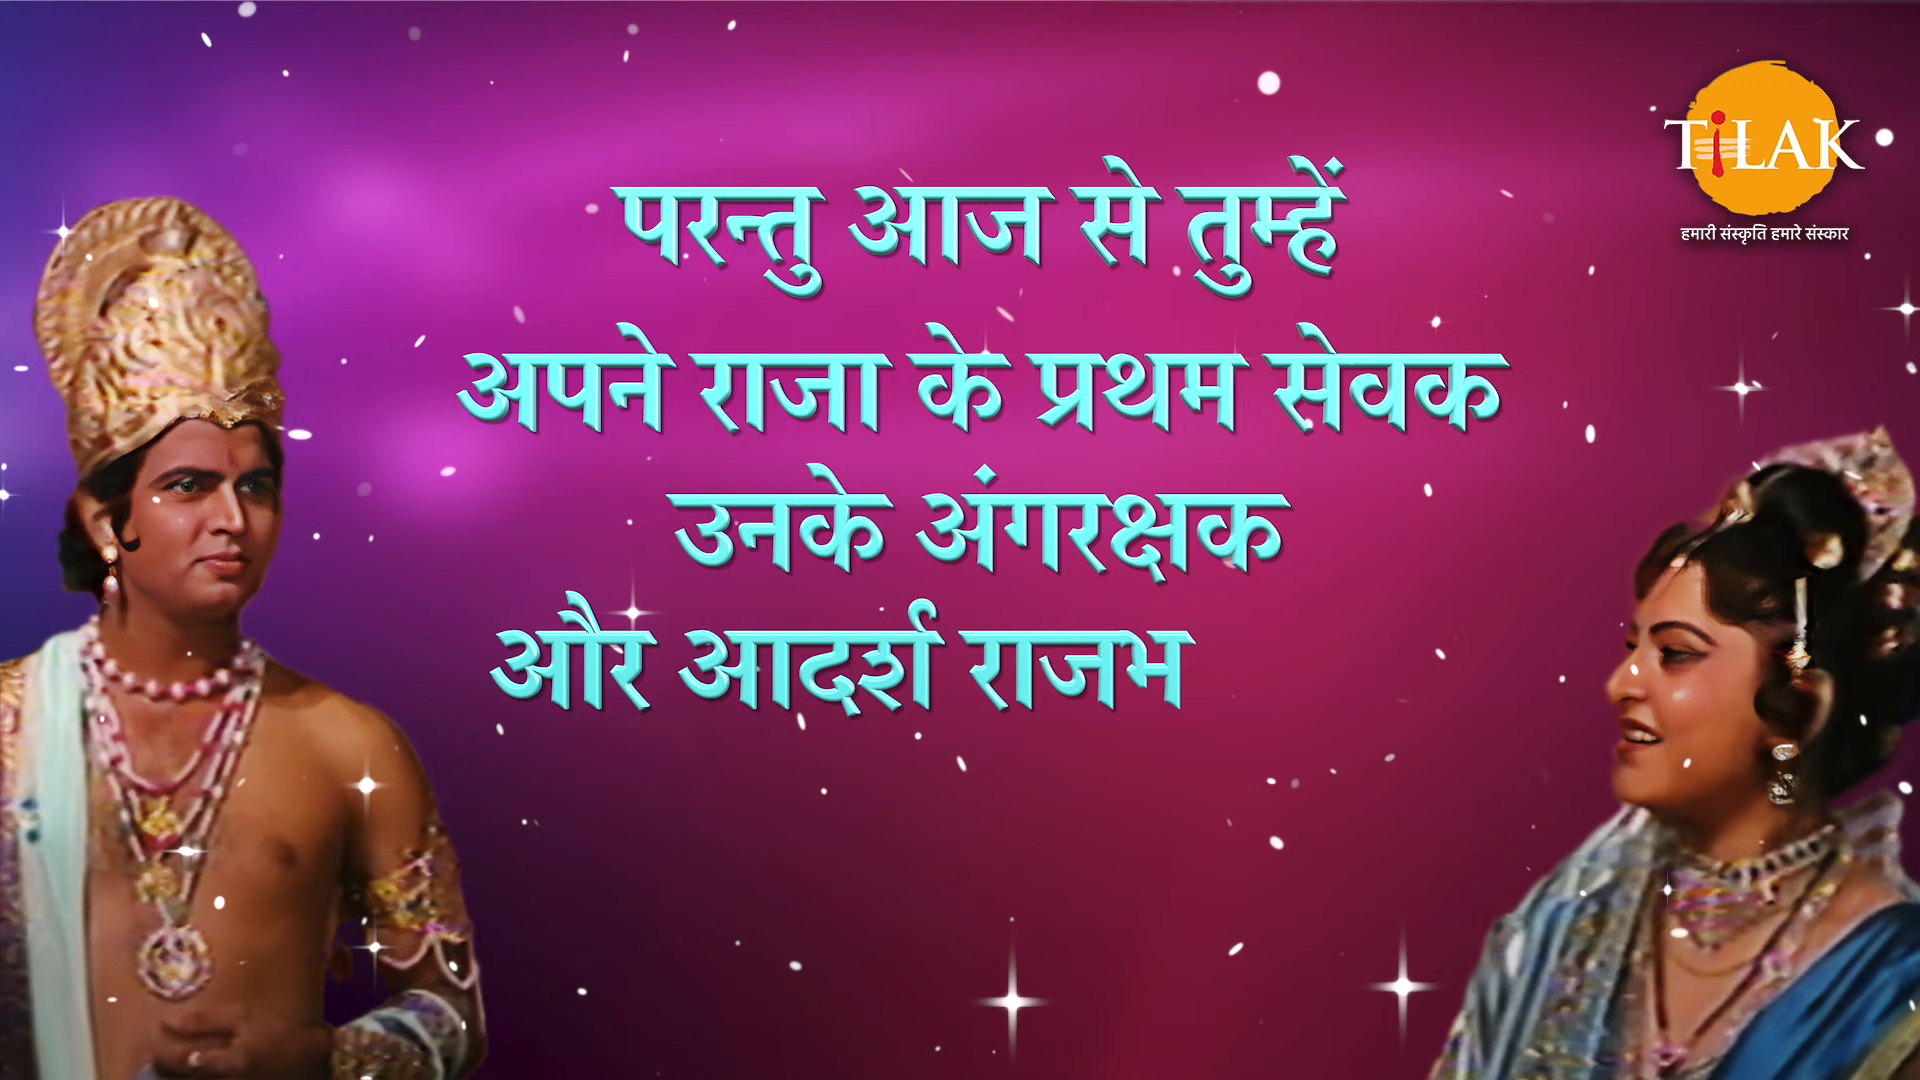 परन्तु आज से तुम्हें
अपने राजा के प्रथम सेवक
उनके अंगरक्षक
और आदर्श राजभ
TiLAK
हमारी संस्कृति हमारे संस्कार